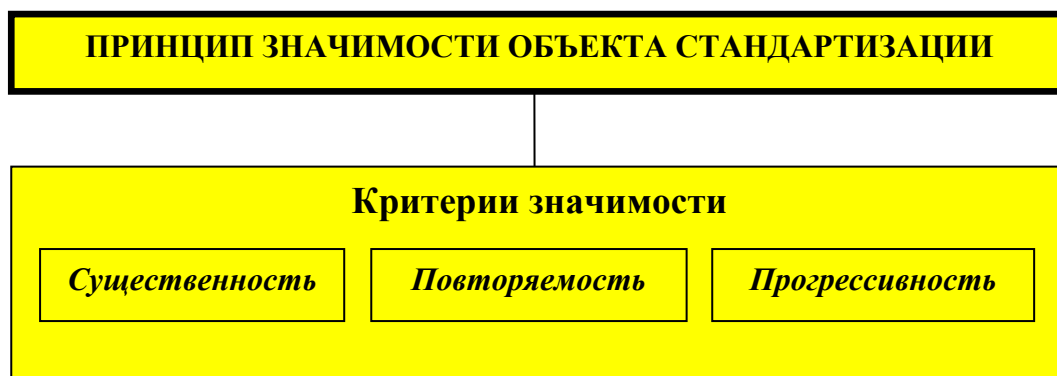 ПРИНЦИП ЗНАЧИМОСТИ ОБЪЕКТА СТАНДАРТИЗАЦИИ
Критерии значимости
Существенность
Повторяемость
Прогрессивность